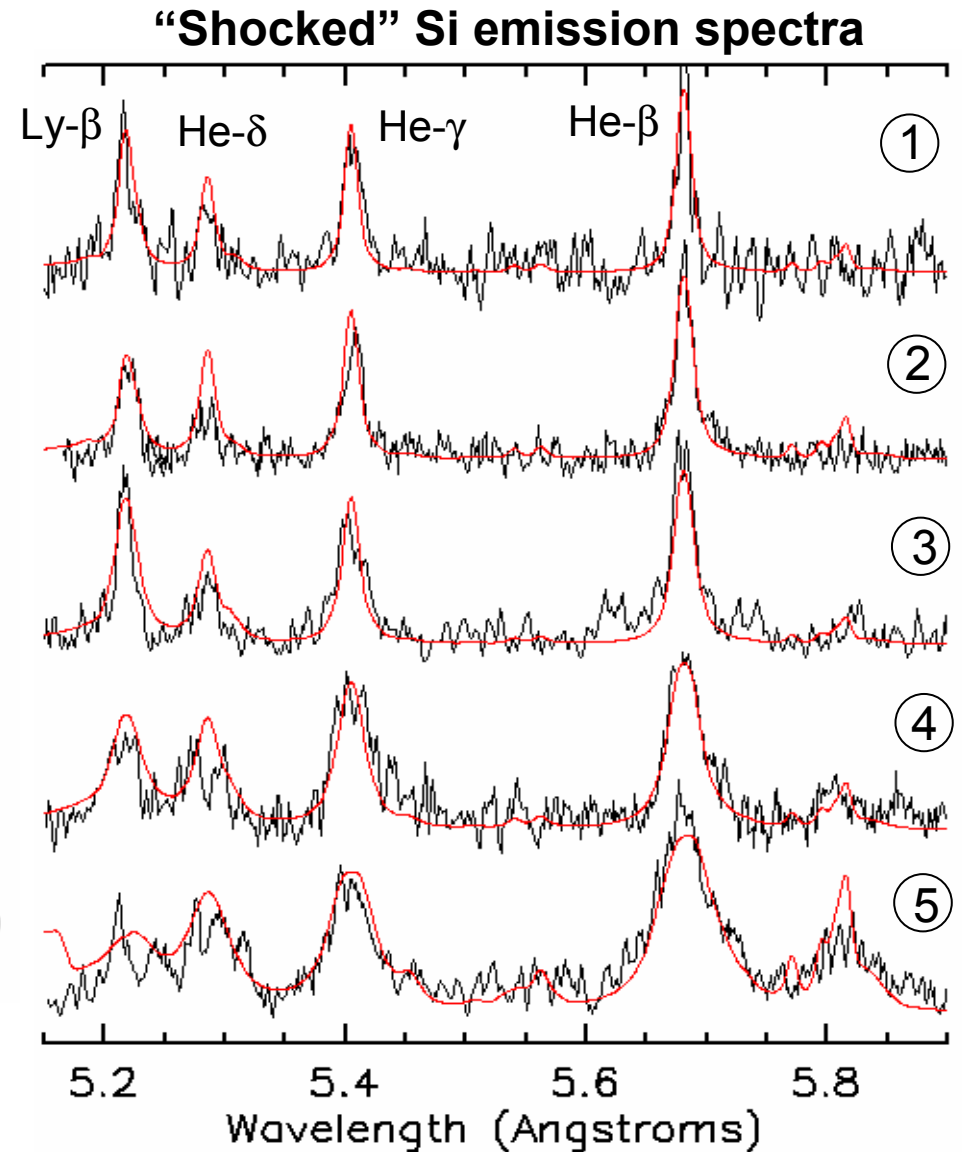 “Shocked” Si emission spectra
Ly-β
He-δ
He-γ
He-β
1
2
3
4
5
5.2 5.4 5.6 5.8
Wavelength (Angstroms)